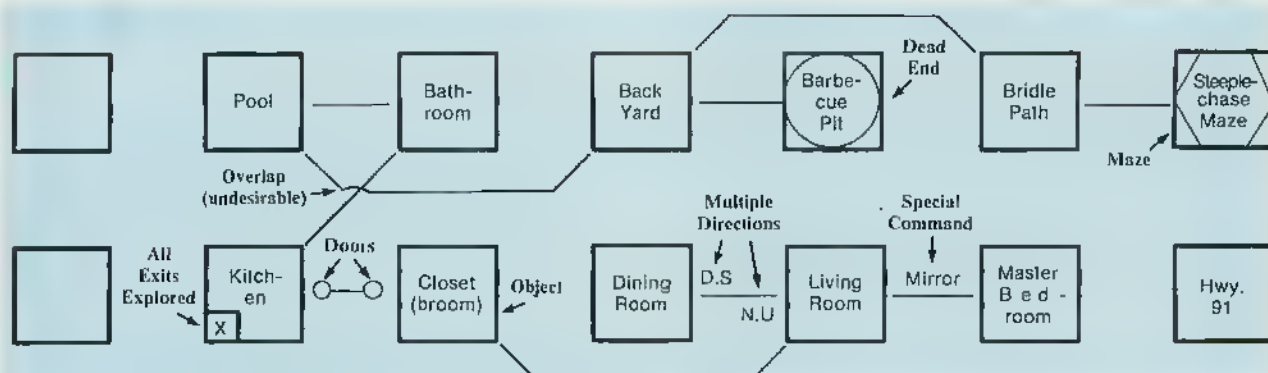 Dead
End
Pool
Bath-
room
Back
Yard
Barbe-
cue
Pit
Bridle
Path
Steeple-
chase
Maze
Maze
Overlap
(undesirable)
Multiple
Directions
Special
Command
All
Exits
Explored
Doors
Kitch-
en
X
Closet
(broom)
Object
Dining
Room
D.S
N.U
Living
Room
Mirror
Master
Bed-
room
Hwy.
91